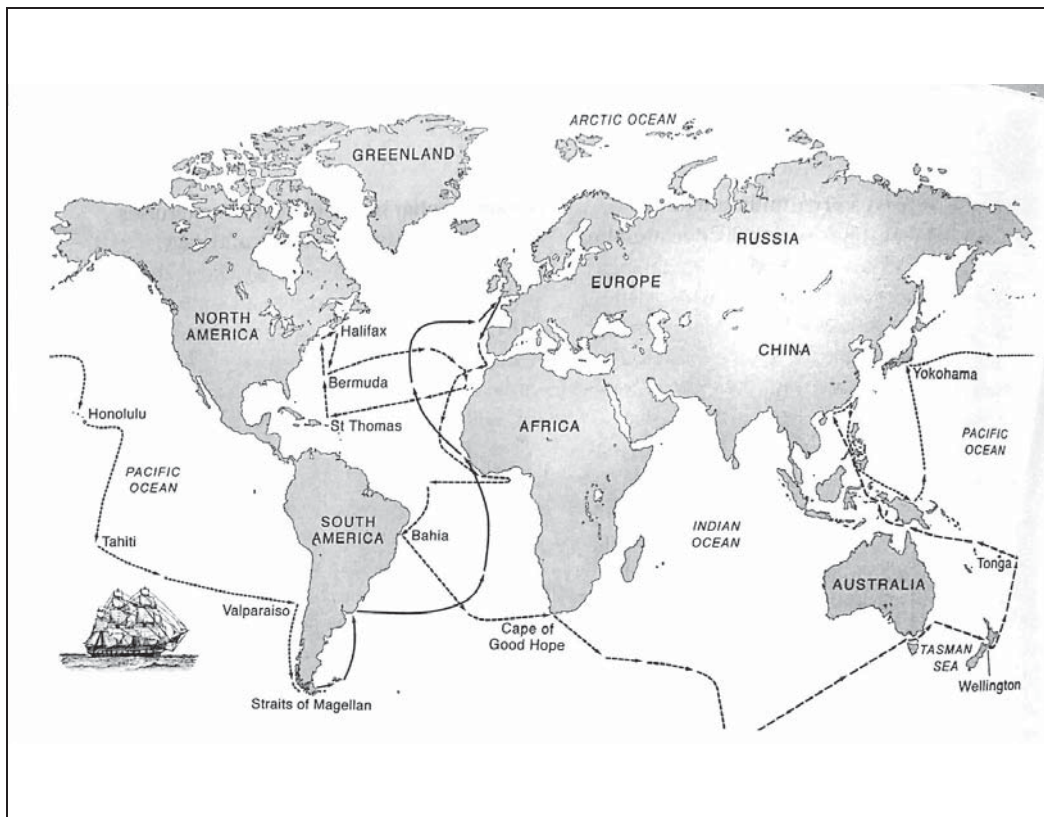 ARCTIC OCEAN
GREENLAND
RUSSIA
EUROPE
NORTH
AMERICA
Halifax
CHINA
Bermuda
Yokohama
Honolulu
St Thomas
AFRICA
PACIFIC
OCEAN
PACIFIC
OCEAN
SOUTH
AMERICA
Bahia
INDIAN
OCEAN
Tahiti
Tonga
AUSTRALIA
Valparaiso
Cape of
Good Hope
TASMAN
SEA
Wellington
Straits of Magellan